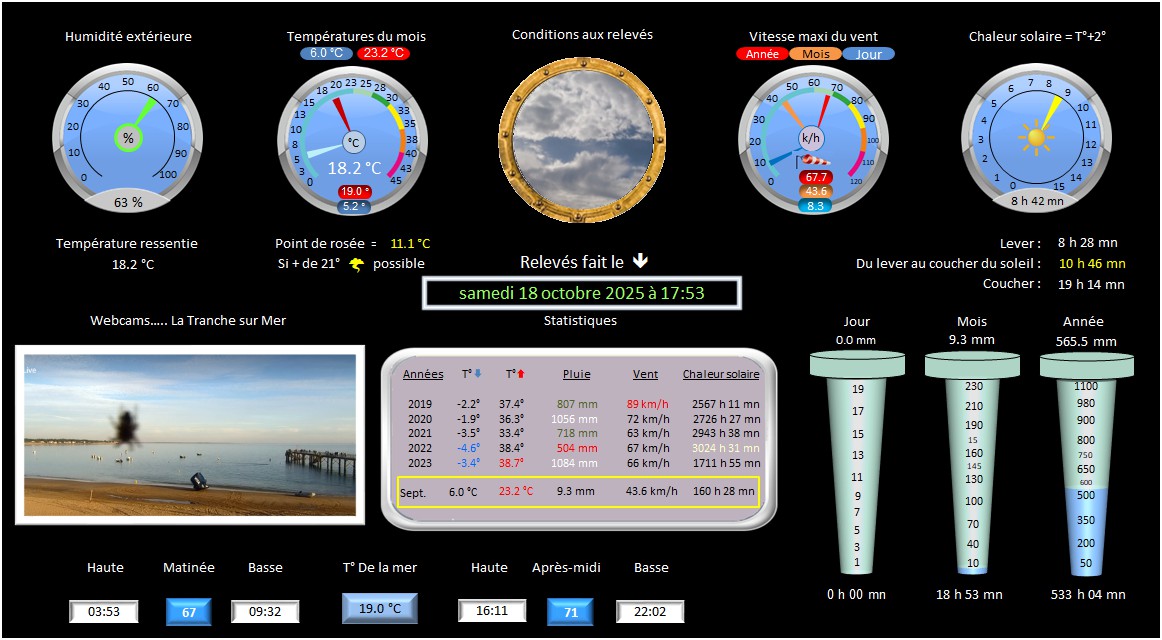 Humidité extérieure
Températures du mois
6.0 °C 23.2 °C
Conditions aux relevés
Vitesse maxi du vent
Année Mois Jour
Chaleur solaire = T°+2°
0 10 20 30 40 50 60 70 80 90 100
%
63 %
0 3 5 8 10 13 15 18 20 23 25 28 30 33 35 38 40 43 45
°C
18.2 °C
19.0 °
5.2 °
0 10 20 30 40 50 60 70 80 90 100 110 120
k/h
67.7
43.6
8.3
0 1 2 3 4 5 6 7 8 9 10 11 12 13 14 15
8 h 42 mn
Température ressentie
18.2 °C
Point de rosée = 11.1 °C
Si + de 21° possible
Relevés fait le
samedi 18 octobre 2025 à 17:53
Lever : 8 h 28 mn
Du lever au coucher du soleil : 10 h 46 mn
Coucher : 19 h 14 mn
Webcams..... La Tranche sur Mer
Live
Statistiques
Années T° T° Pluie Vent Chaleur solaire
2019 -2.2° 37.4° 807 mm 89 km/h 2567 h 11 mn
2020 -1.9° 36.3° 1056 mm 72 km/h 2726 h 27 mn
2021 -3.5° 33.4° 718 mm 63 km/h 2943 h 38 mn
2022 -4.6° 38.4° 504 mm 67 km/h 3024 h 31 mn
2023 -3.4° 38.7° 1084 mm 66 km/h 1711 h 55 mn
Sept. 6.0 °C 23.2 °C 9.3 mm 43.6 km/h 160 h 28 mn
Jour
0.0 mm
19
17
15
13
11
9
7
5
3
1
0 h 00 mn
Mois
9.3 mm
230
210
190
15
160
145
130
100
70
40
10
18 h 53 mn
Année
565.5 mm
1100
980
900
800
750
650
600
500
350
200
50
533 h 04 mn
Haute Matinée Basse T° De la mer Haute Après-midi Basse
03:53 67 09:32 19.0 °C 16:11 71 22:02